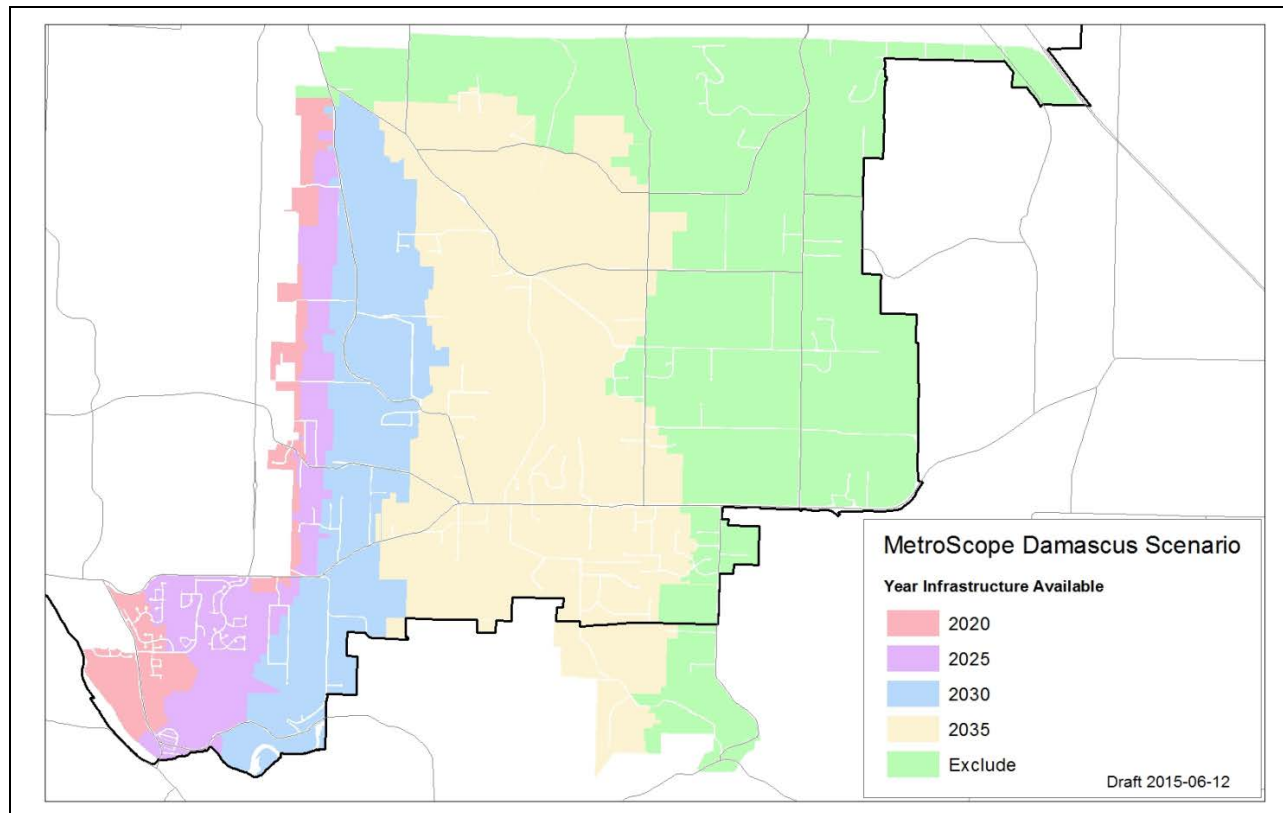 MetroScope Damascus Scenario
Year Infrastructure Available
2020
2025
2030
2035
Exclude
Draft 2015-06-12